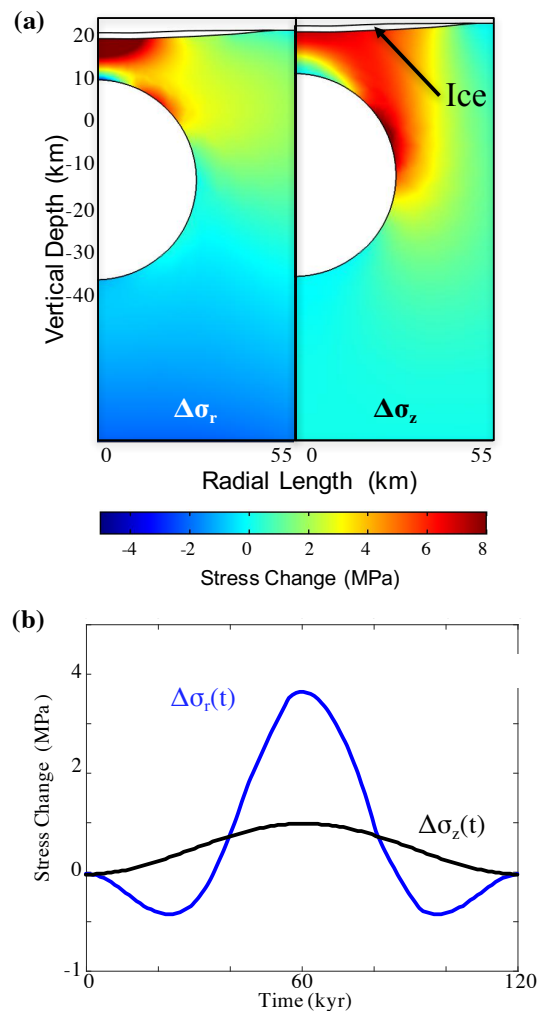 (a)
20
20
10
0
-10
-20
-30
-40
Vertical Depth (km)
Ice
Δσr
Δσz
0
55
0
55
Radial Length (km)
-4
-2
0
2
4
6
8
Stress Change (MPa)
(b)
4
2
0
-1
Stress Change (MPa)
Δσr(t)
Δσz(t)
0
60
120
Time (kyr)